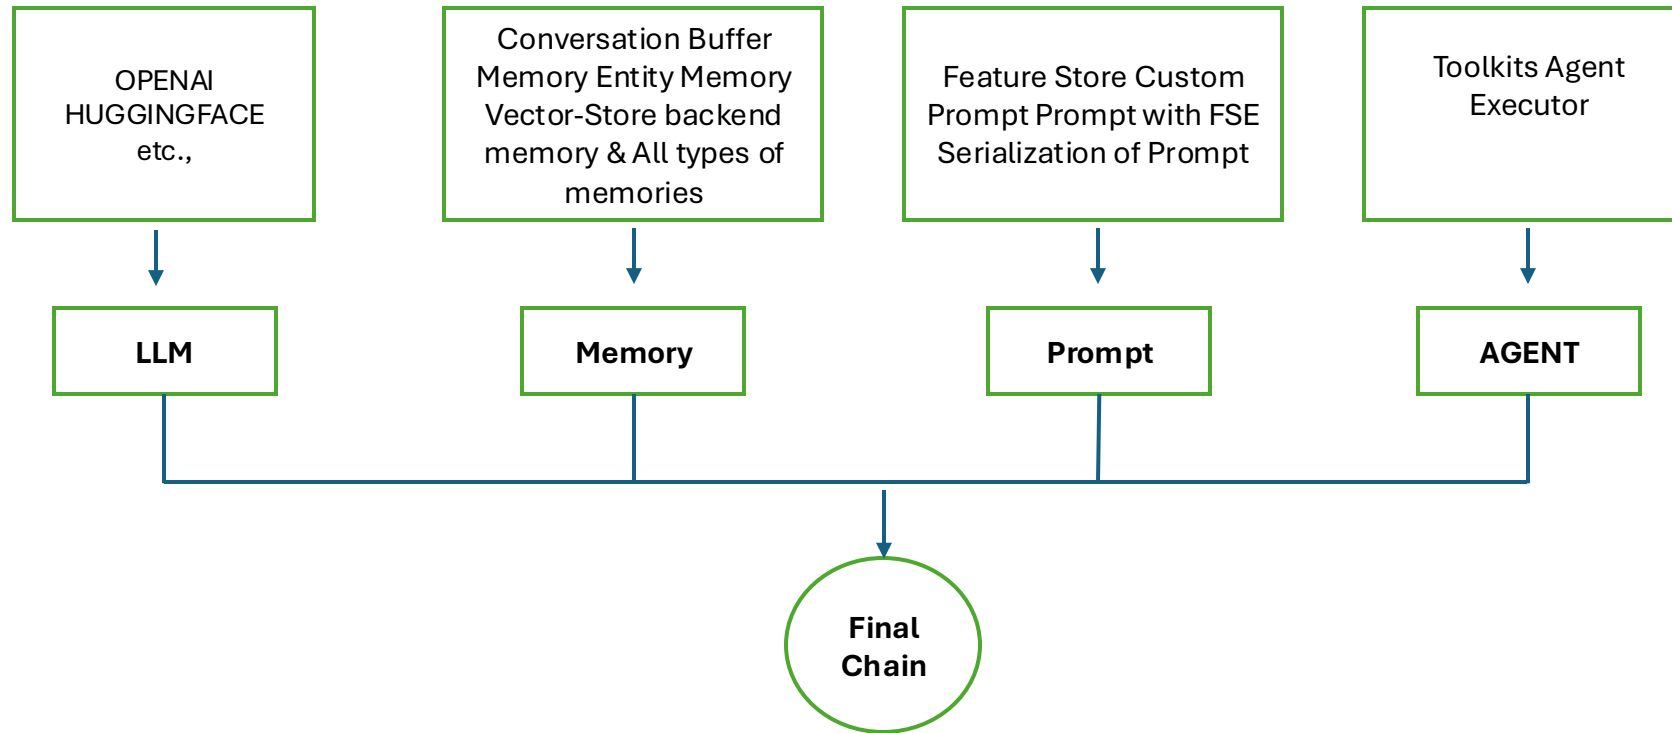 OPENAI
HUGGINGFACE
etc.,
Conversation Buffer
Memory Entity Memory
Vector-Store backend
memory & All types of
memories
Feature Store Custom
Prompt Prompt with FSE
Serialization of Prompt
Toolkits Agent
Executor
LLM
Memory
Prompt
AGENT
Final
Chain